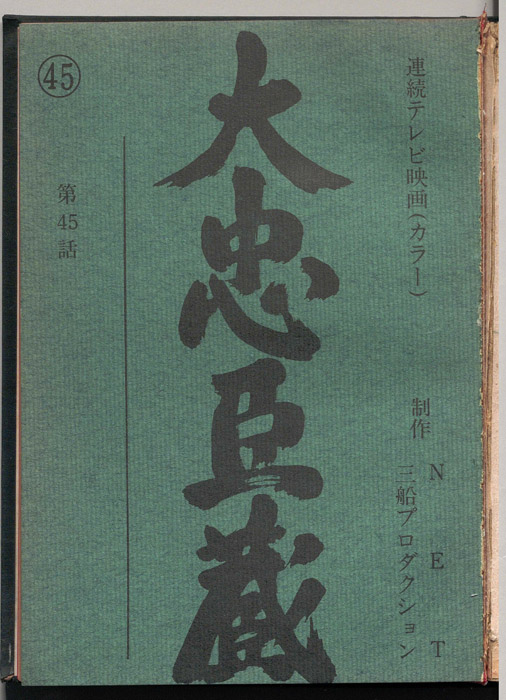 連続テレビ映画(カラー)
制作
NET
三船プロダクション
大忠臣蔵
第45話
㊺